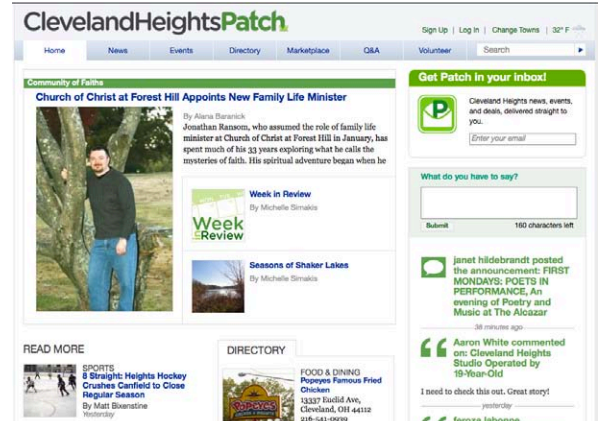 ClevelandHeightsPatch
Sign Up | Log In | Change Towns | 32° F
Home News Events Directory Marketplace Q&A Volunteer Search
Community of Faiths
Church of Christ at Forest Hill Appoints New Family Life Minister
By Alana Baranick
Jonathan Ransom, who assumed the role of family life
minister at Church of Christ at Forest Hill in January, has
spent much of his 33 years exploring what he calls the
mysteries of faith. His spiritual adventure began when he
Week in Review
Week in Review
By Michelle Simakis
Seasons of Shaker Lakes
By Michelle Simakis
Get Patch in your inbox!
P
Cleveland Heights news, events,
and deals, delivered straight to
you.
Enter your email
What do you have to say?
Submit 160 characters left
janet hildebrandt posted
the announcement: FIRST
MONDAYS: POETS IN
PERFORMANCE, An
evening of Poetry and
Music at The Alcazar
38 minutes ago
Aaron White commented
on: Cleveland Heights
Studio Operated by
19-Year-Old
I need to check this out. Great story!
yesterday
feroza lahonne
READ MORE
SPORTS
8 Straight: Heights Hockey
Crushes Canfield to Close
Regular Season
By Matt Bixenstine
Yesterday
DIRECTORY
POPEYES
FOOD & DINING
Popeyes Famous Fried
Chicken
13337 Euclid Ave,
Cleveland, OH 44112
216-541-0939